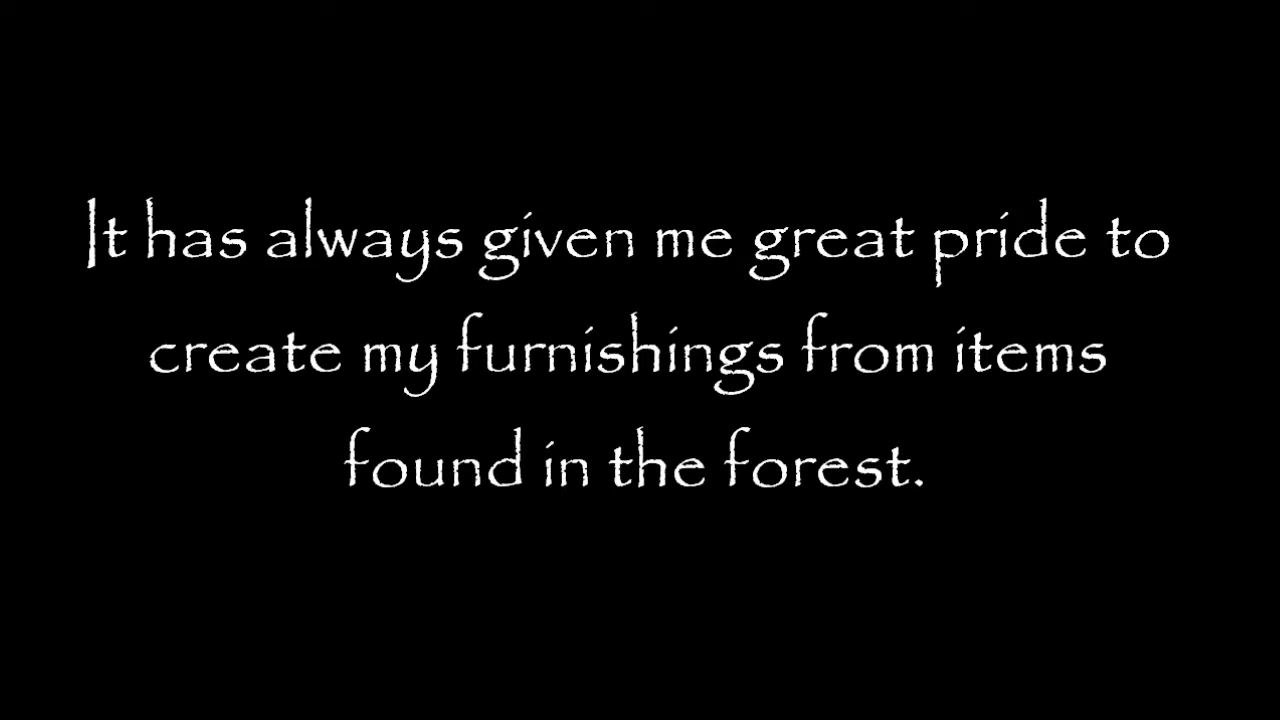 It has always given me great pride to
create my furnishings from items
found in the forest.